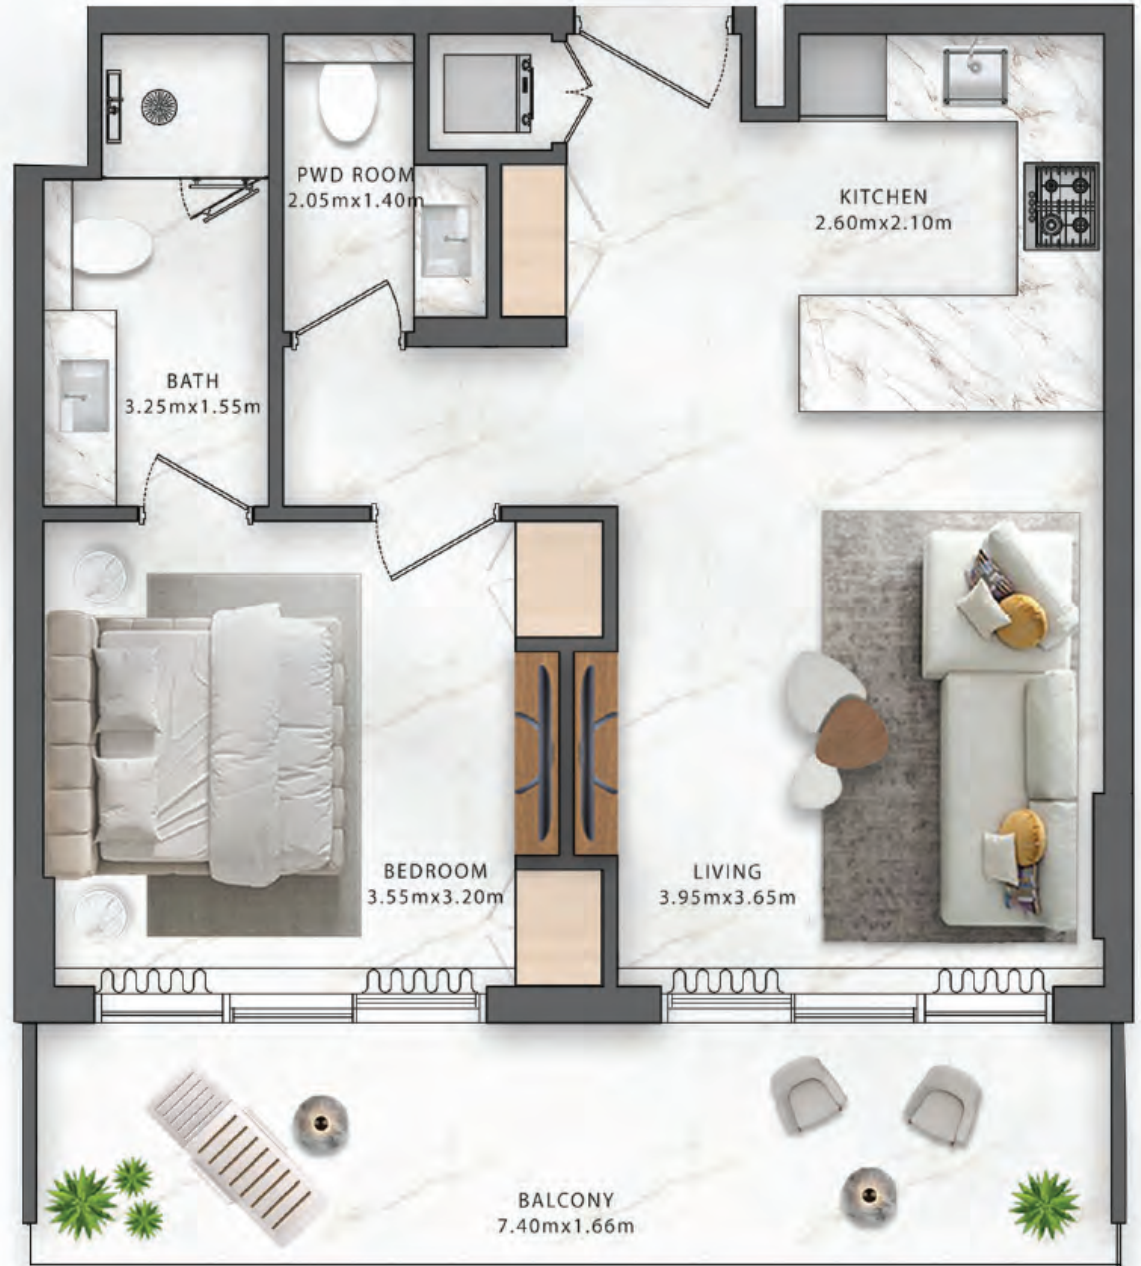 PWD ROOM
2.05mx1.40m
KITCHEN
2.60mx2.10m
BATH
3.25mx1.55m
BEDROOM
3.55mx3.20m
LIVING
3.95mx3.65m
BALCONY
7.40mx1.66m